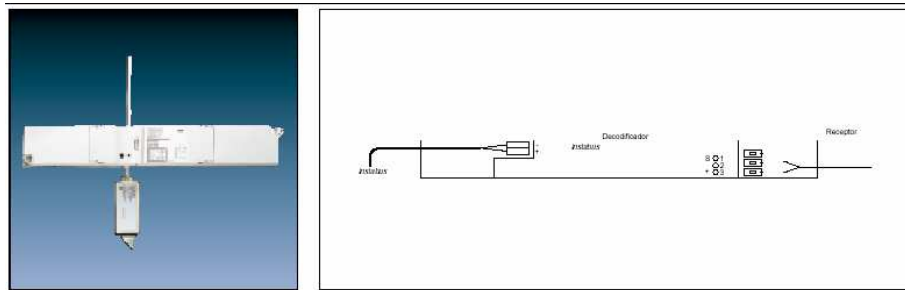 Decodificador
Receptor
instabus
-
+
instabus
S 1
2
+ 3